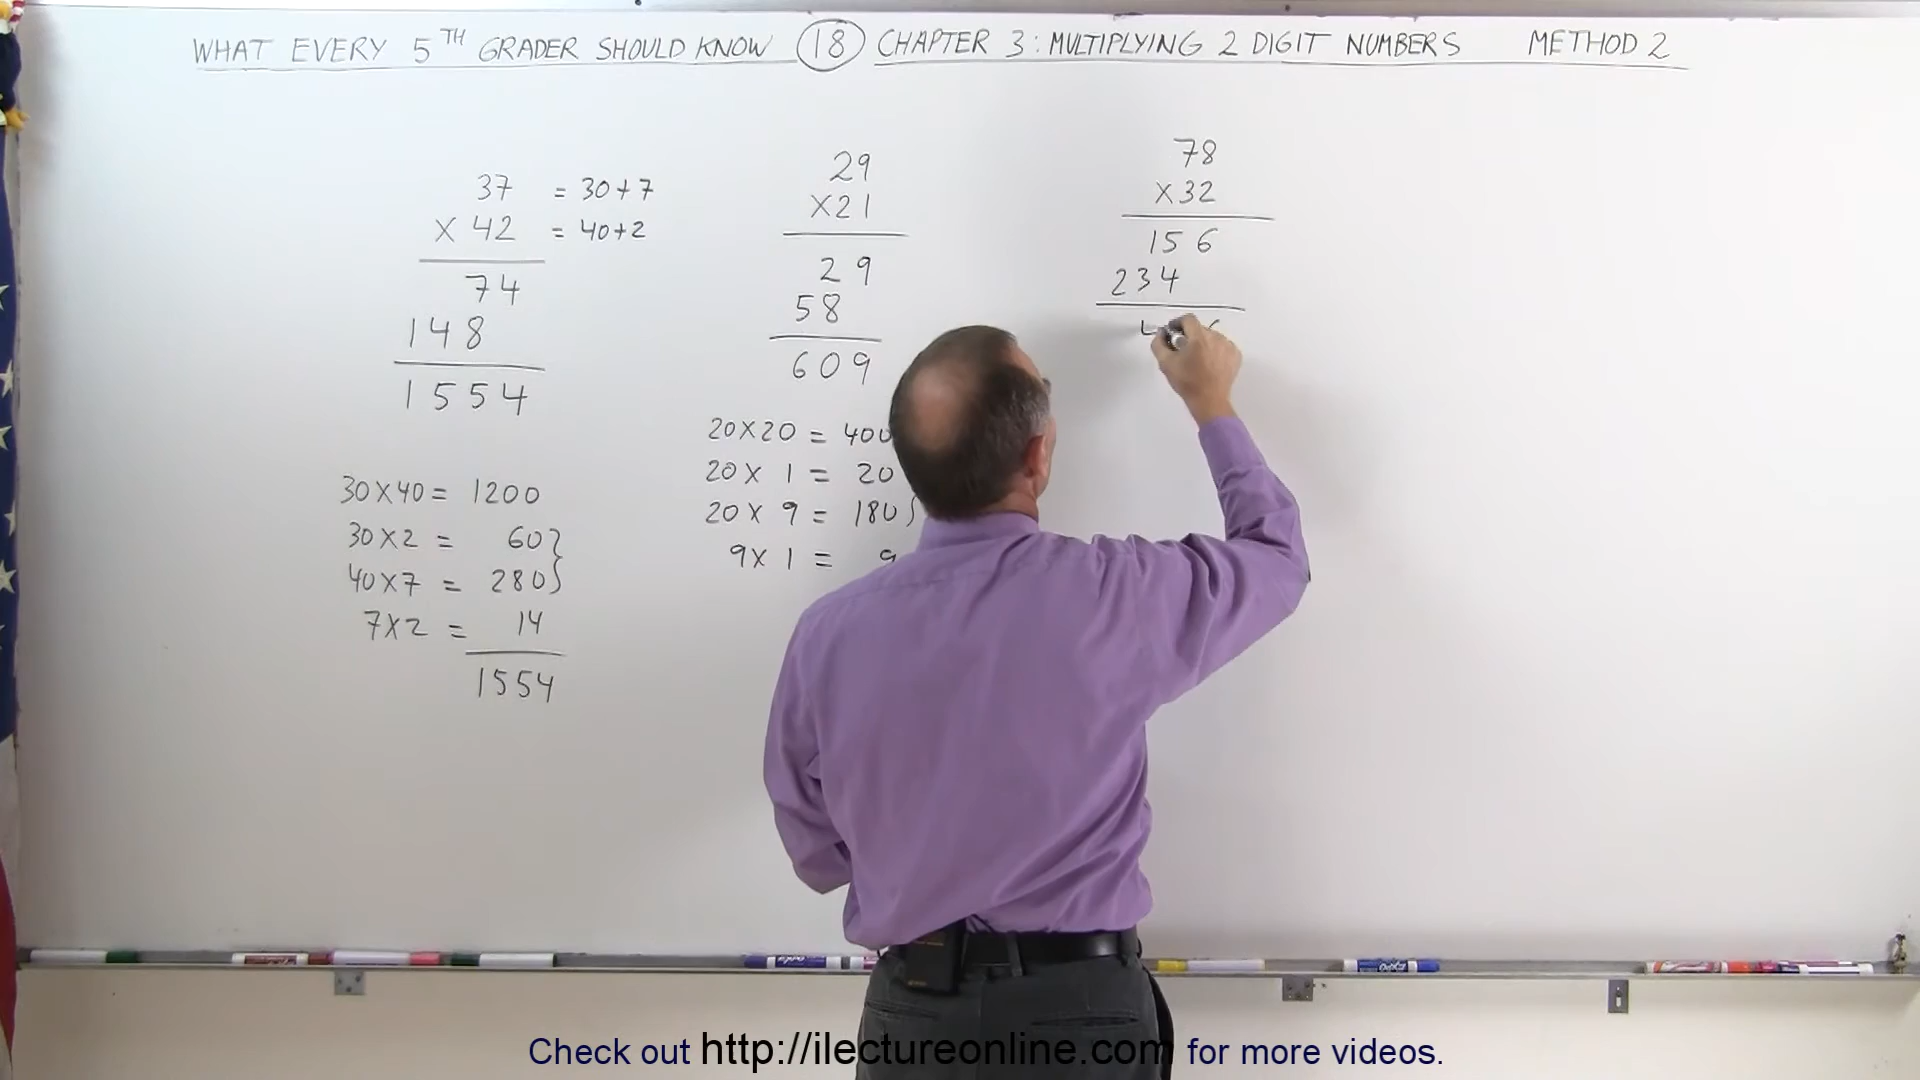 WHAT EVERY 5TH GRADER SHOULD KNOW 18 CHAPTER 3: MULTIPLYING 2 DIGIT NUMBERS METHOD 2
37 = 30+7
X 42 = 40+2
74
148
1554
30X40 = 1200
30X2 = 60}
40X7 = 280}
7X2 = 14
1554
29
X21
29
58
609
20X20 = 400
20X 1 = 20
20X 9 = 180}
9X 1 = 9
78
X32
156
234
Check out http://ilectureonline.com for more videos.